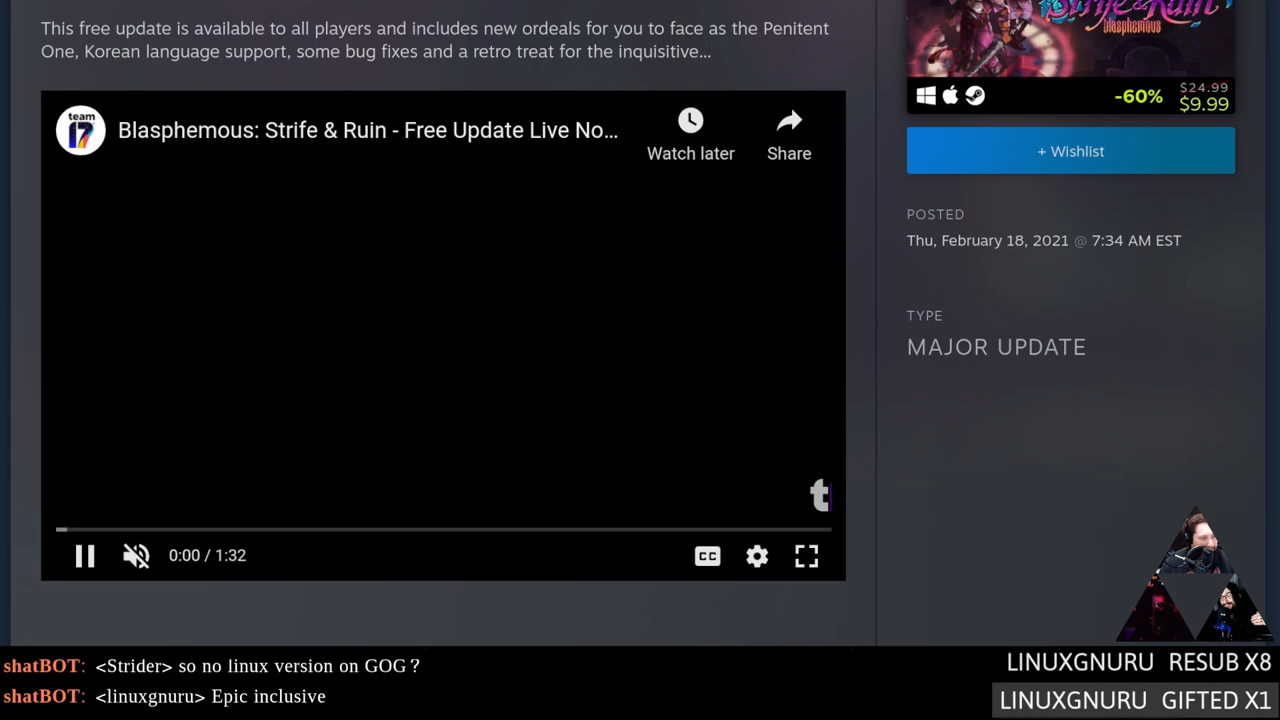 This free update is available to all players and includes new ordeals for you to face as the Penitent
One, Korean language support, some bug fixes and a retro treat for the inquisitive...
team
17
Blasphemous: Strife & Ruin - Free Update Live No...
Watch later
Share
t
0:00 / 1:32
CC
Strife & Ruin
blasphemous
-60%
$24.99
$9.99
+ Wishlist
POSTED
Thu, February 18, 2021 @ 7:34 AM EST
TYPE
MAJOR UPDATE
shatBOT: <Strider> so no linux version on GOG ?
shatBOT: <linuxgnuru> Epic inclusive
LINUXGNURU RESUB X8
LINUXGNURU GIFTED X1